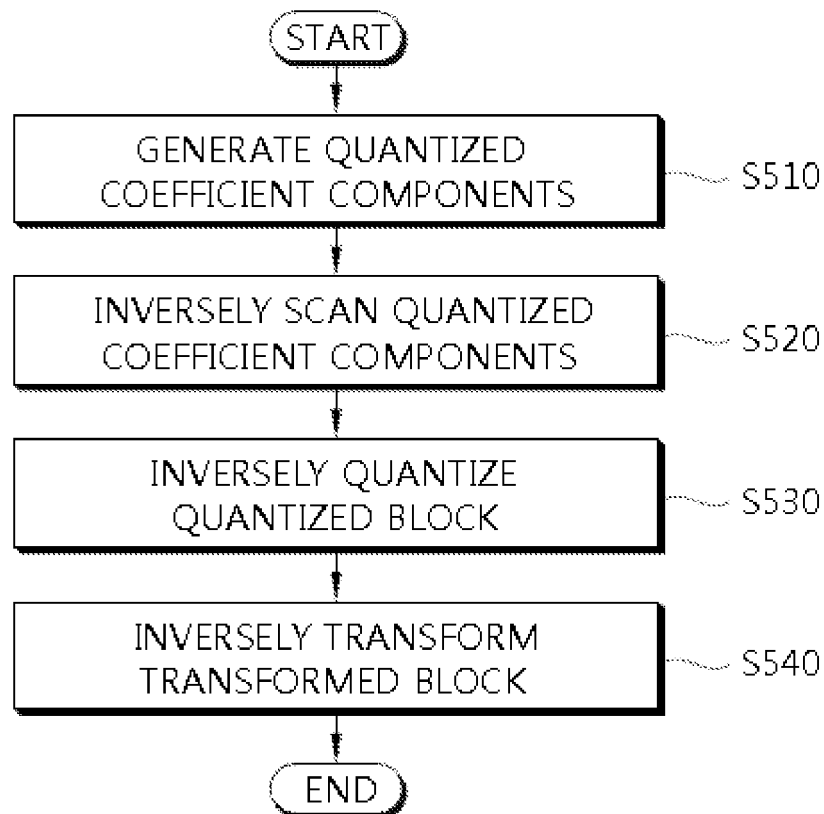 START
GENERATE QUANTIZED
COEFFICIENT COMPONENTS
S510
INVERSELY SCAN QUANTIZED
COEFFICIENT COMPONENTS
S520
INVERSELY QUANTIZE
QUANTIZED BLOCK
S530
INVERSELY TRANSFORM
TRANSFORMED BLOCK
S540
END